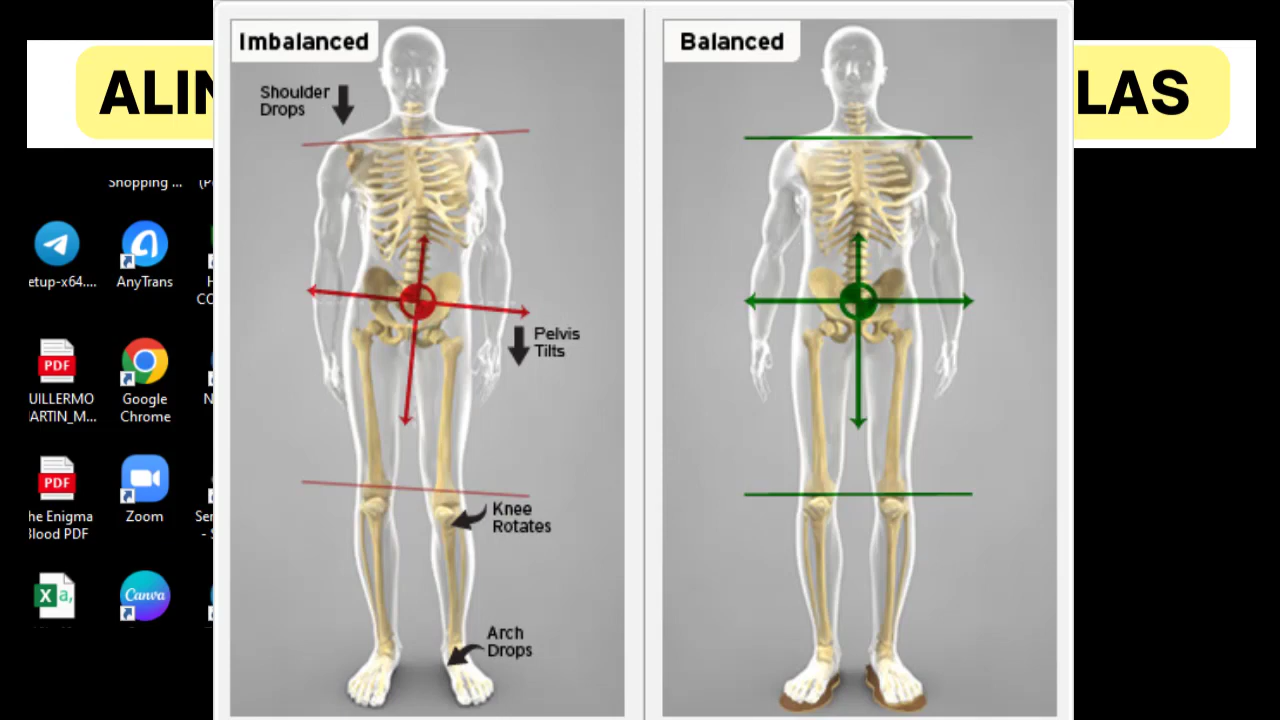 Imbalanced
Balanced
Shoulder
Drops
Pelvis
Tilts
Knee
Rotates
Arch
Drops
ALIN
LAS
Shopping ...
etup-x64....
AnyTrans
PDF
UILLERMO
ARTIN_M...
Google
Chrome
PDF
he Enigma
Blood PDF
Zoom
Canva